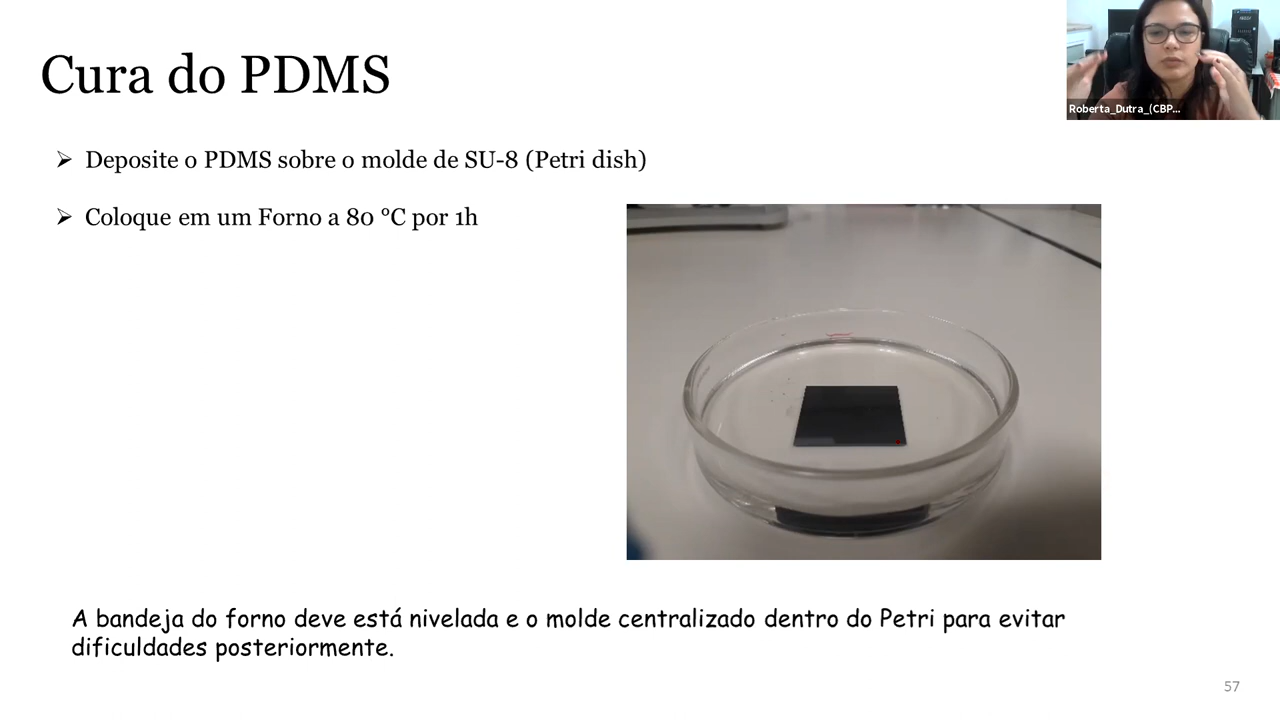 Cura do PDMS
Roberta_Dutra_(CBP...
➢ Deposite o PDMS sobre o molde de SU-8 (Petri dish)
➢ Coloque em um Forno a 80 °C por 1h
A bandeja do forno deve está nivelada e o molde centralizado dentro do Petri para evitar
dificuldades posteriormente.
57